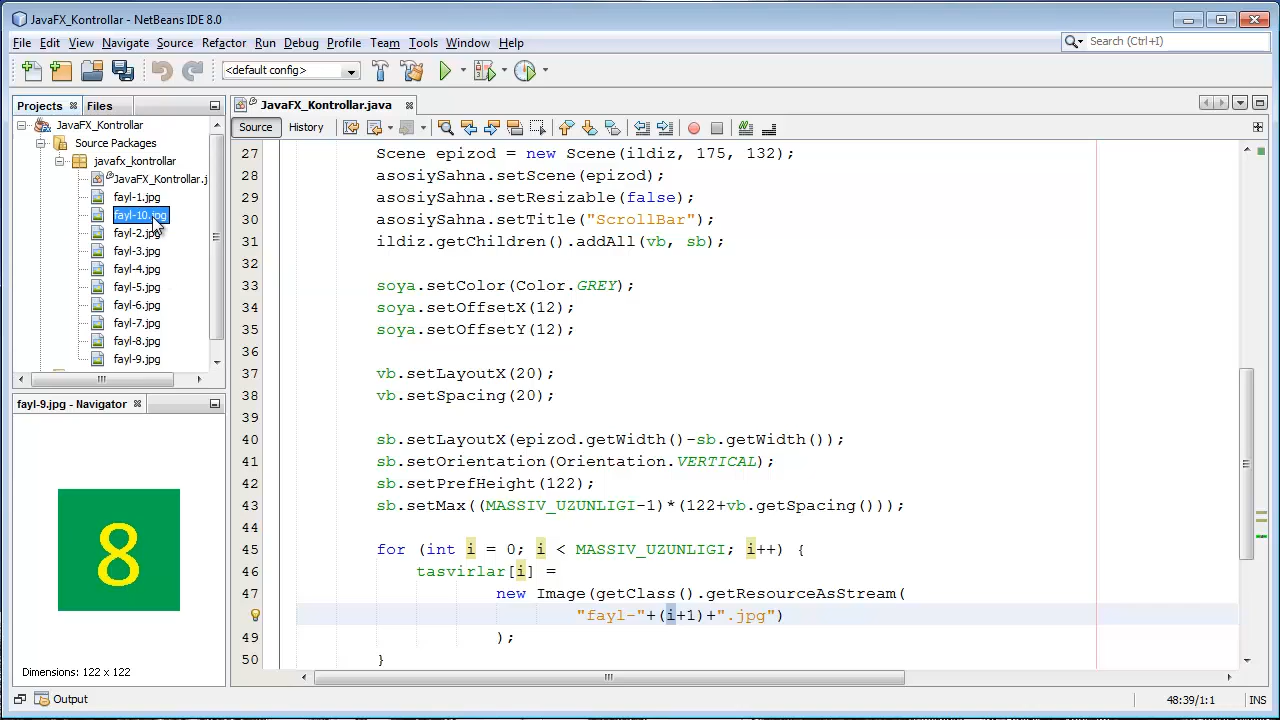 JavaFX_Kontrollar - NetBeans IDE 8.0
File Edit View Navigate Source Refactor Run Debug Profile Team Tools Window Help
Search (Ctrl+I)
<default config>
Projects Files
JavaFX_Kontrollar
Source Packages
javafx_kontrollar
JavaFX_Kontrollar.j
fayl-1.jpg
fayl-10.jpg
fayl-2.jpg
fayl-3.jpg
fayl-4.jpg
fayl-5.jpg
fayl-6.jpg
fayl-7.jpg
fayl-8.jpg
fayl-9.jpg
fayl-9.jpg - Navigator
8
Dimensions: 122 x 122
JavaFX_Kontrollar.java
Source History
27 Scene epizod = new Scene(ildiz, 175, 132);
28 asosiySahna.setScene(epizod);
29 asosiySahna.setResizable(false);
30 asosiySahna.setTitle("ScrollBar");
31 ildiz.getChildren().addAll(vb, sb);
32
33 soya.setColor(Color.GREY);
34 soya.setOffsetX(12);
35 soya.setOffsetY(12);
36
37 vb.setLayoutX(20);
38 vb.setSpacing(20);
39
40 sb.setLayoutX(epizod.getWidth()-sb.getWidth());
41 sb.setOrientation(Orientation.VERTICAL);
42 sb.setPrefHeight(122);
43 sb.setMax((MASSIV_UZUNLIGI-1)*(122+vb.getSpacing()));
44
45 for (int i = 0; i < MASSIV_UZUNLIGI; i++) {
46 tasvirlar[i] =
47 new Image(getClass().getResourceAsStream(
"fayl-"+(i+1)+".jpg")
49 );
50 }
Output
48:39/1:1 INS